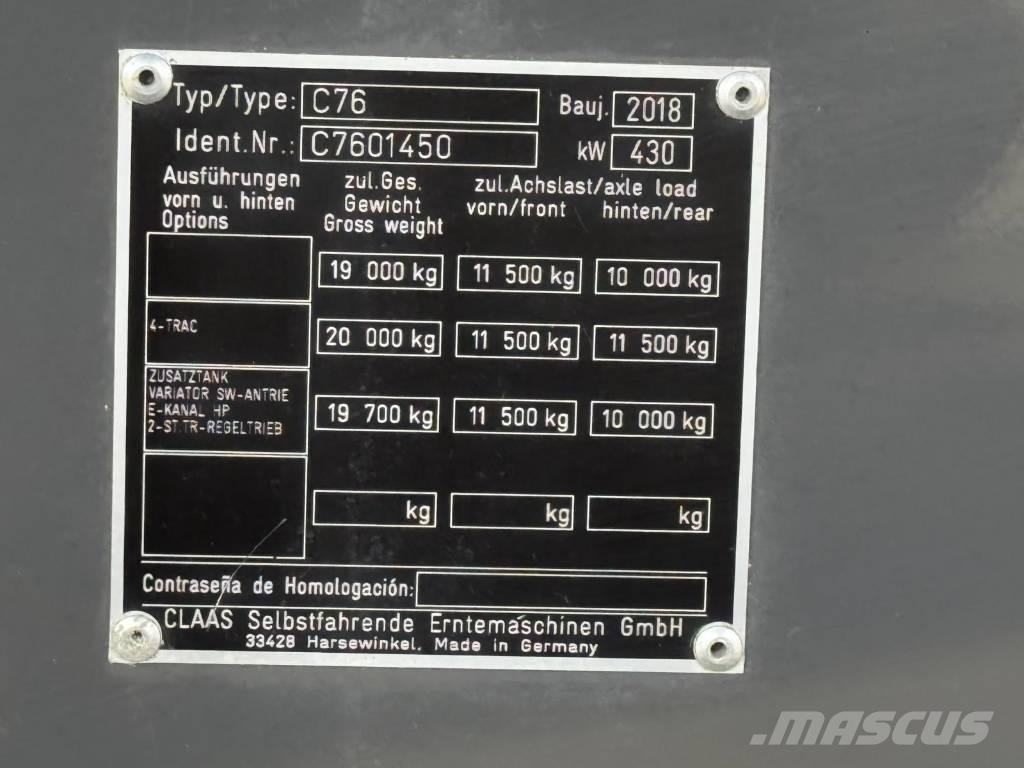 Typ/Type: C76 Bauj. 2018
Ident.Nr.: C7601450 kW 430
Ausführungen
vorn u. hinten
Options
zul.Ges.
Gewicht
Gross weight
zul.Achslast/axle load
vorn/front hinten/rear
19 000 kg 11 500 kg 10 000 kg
4-TRAC 20 000 kg 11 500 kg 11 500 kg
ZUSATZTANK
VARIATOR SW-ANTRIE
E-KANAL HP
2-ST.TR-REGELTRIEB
19 700 kg 11 500 kg 10 000 kg
kg kg kg
Contraseña de Homologación:
CLAAS Selbstfahrende Erntemaschinen GmbH
33428 Harsewinkel. Made in Germany
MASCUS